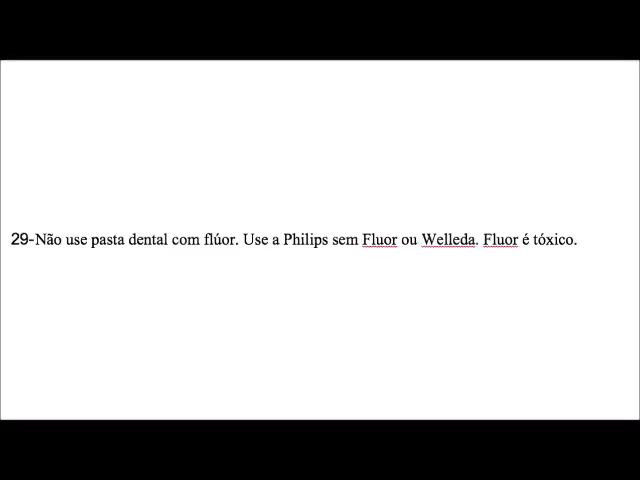 29-Não use pasta dental com flúor. Use a Philips sem Fluor ou Welleda. Fluor é tóxico.